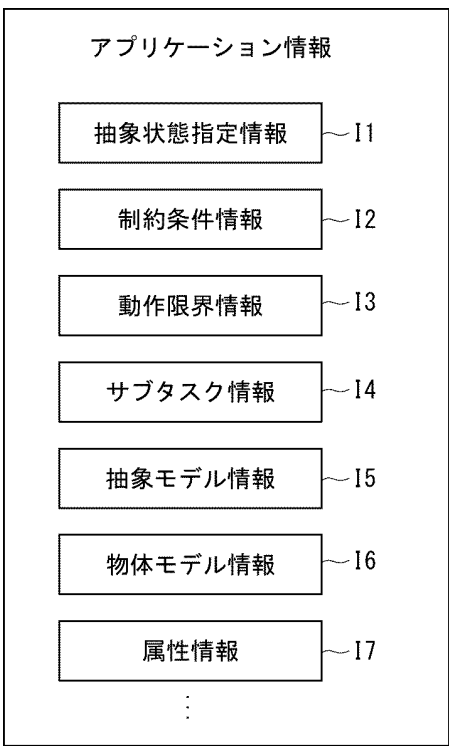 アプリケーション情報
抽象状態指定情報 I1
制約条件情報 I2
動作限界情報 I3
サブタスク情報 I4
抽象モデル情報 I5
物体モデル情報 I6
属性情報 I7
⋮